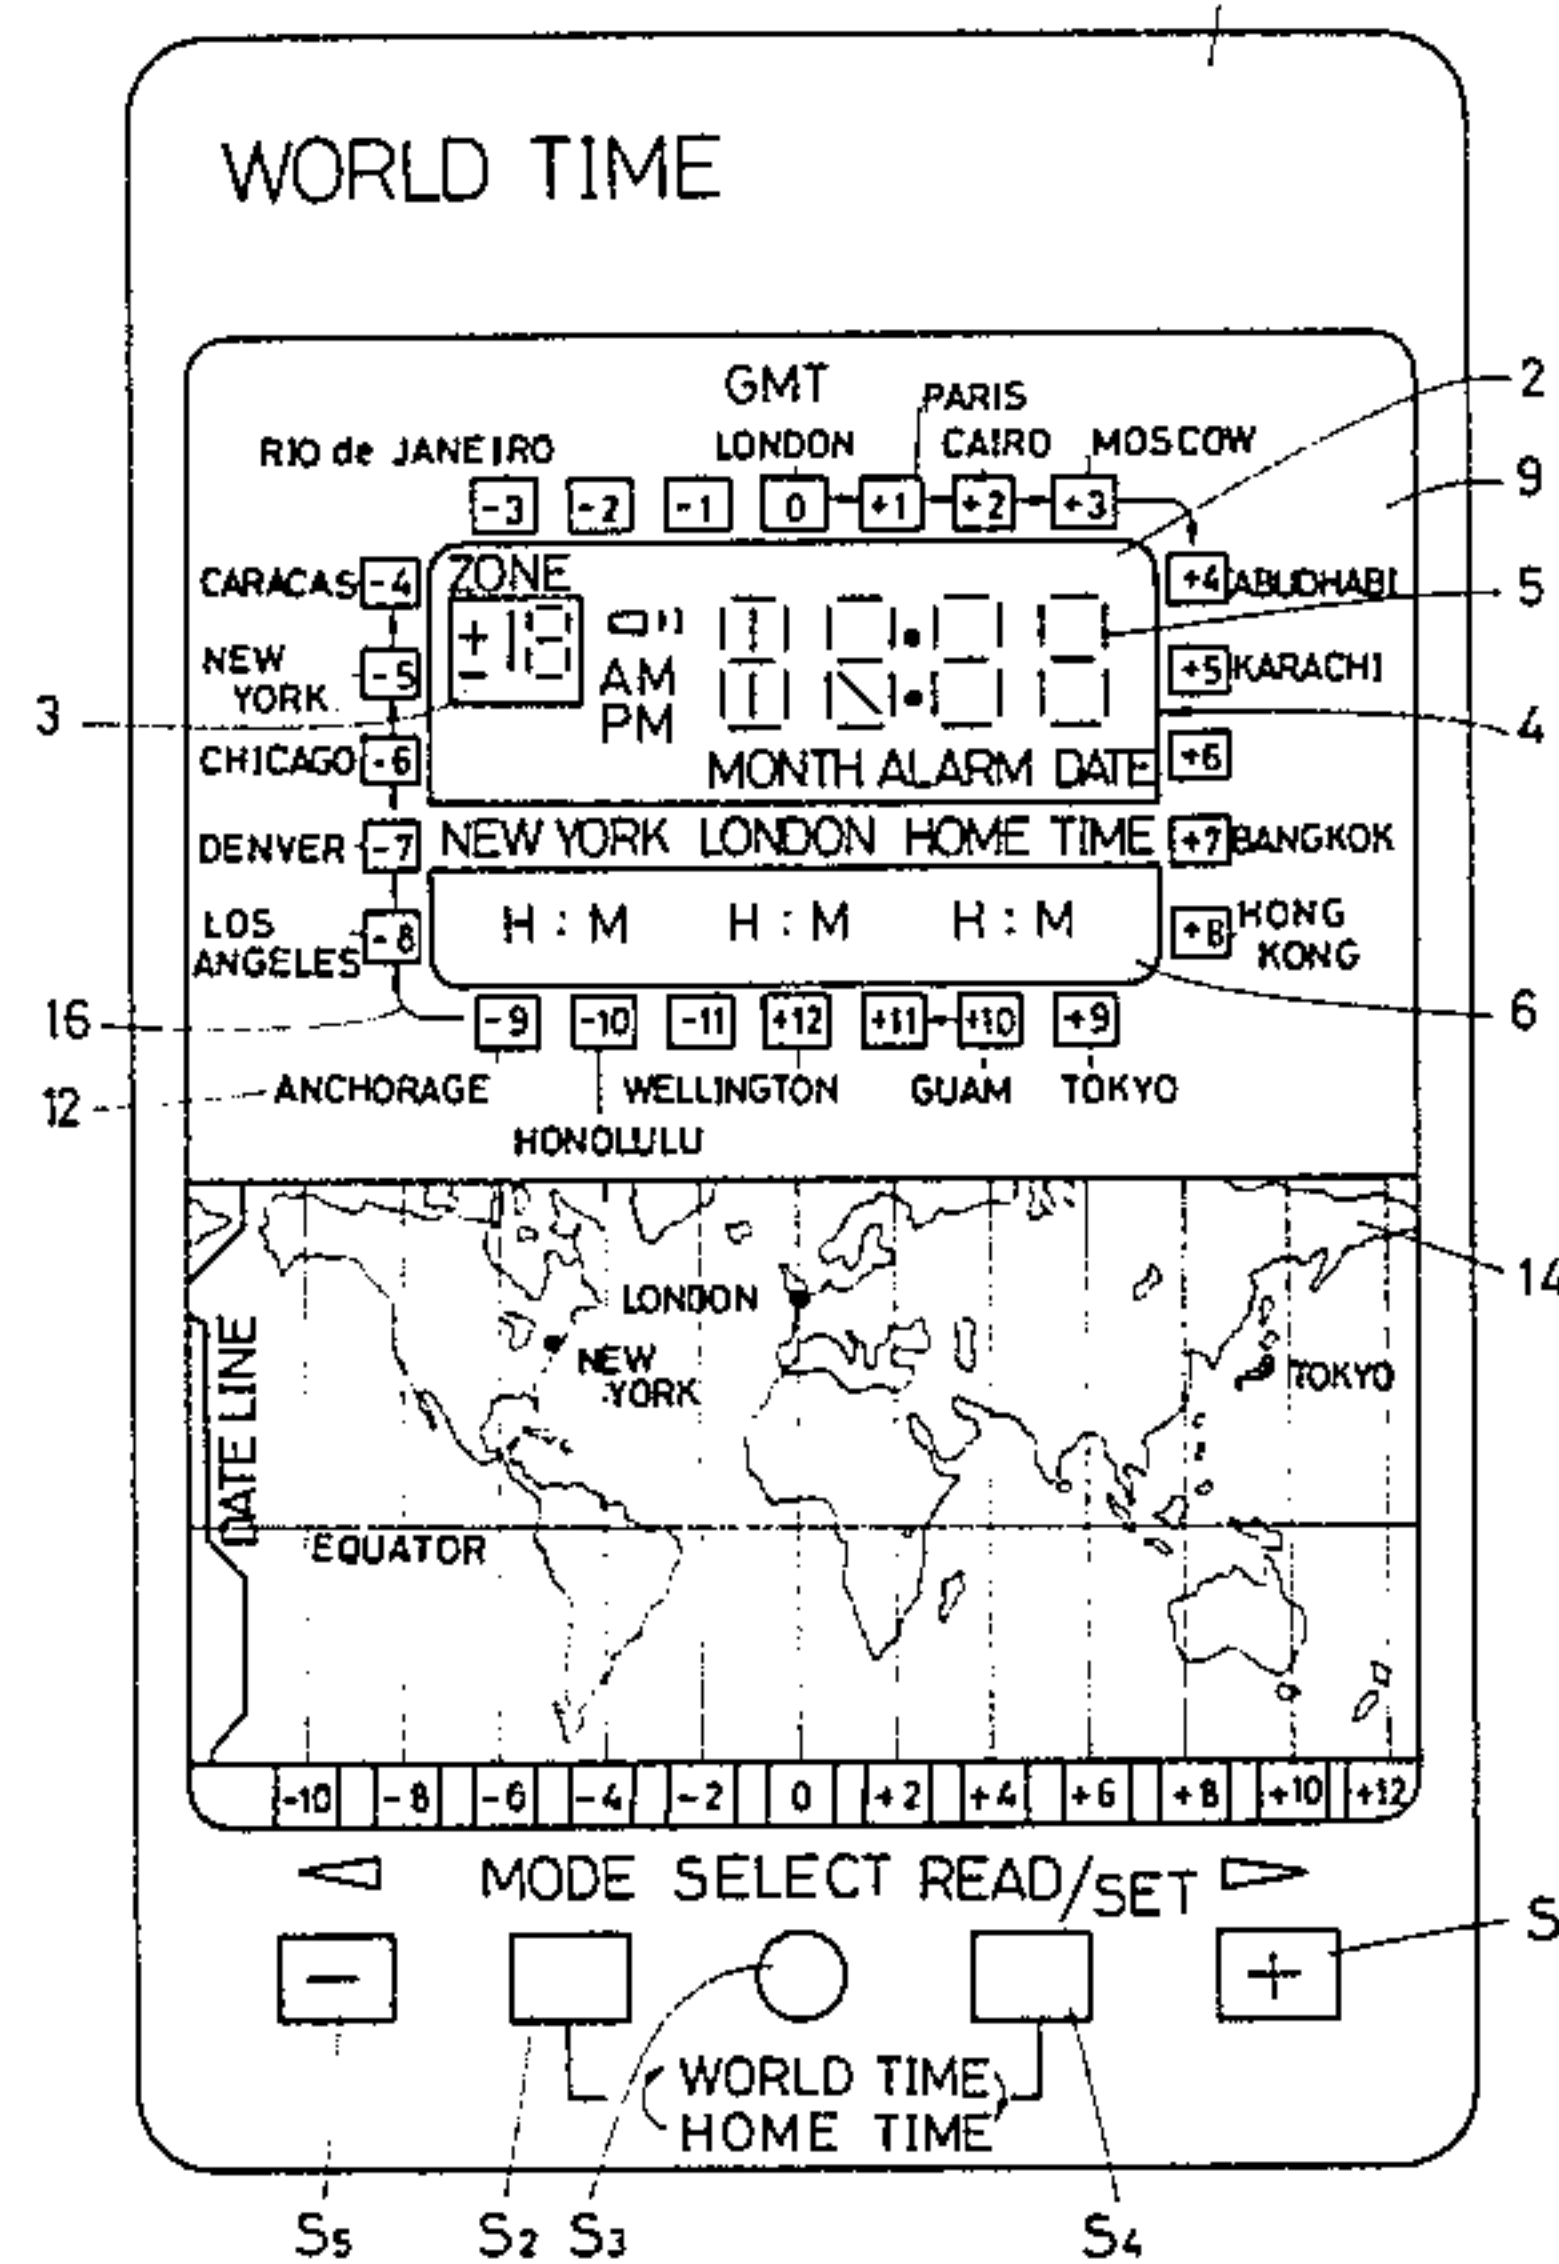 WORLD TIME
GMT
PARIS
RIO de JANEIRO LONDON CAIRO MOSCOW
2
-3 -2 -1 0 +1 +2 +3
9
ZONE
CARACAS -4
+4 ABUDHABI
5
+
-
AM
PM
NEW
YORK -5
+5 KARACHI
3
4
CHICAGO -6
+6
MONTH ALARM DATE
DENVER -7 NEW YORK LONDON HOME TIME +7 BANGKOK
LOS
ANGELES -8
H : M H : M H : M
+8 HONG
KONG
16
6
-9 -10 -11 +12 +11 +10 +9
12
ANCHORAGE WELLINGTON GUAM TOKYO
HONOLULU
14
LONDON
NEW
YORK
TOKYO
DATE LINE
EQUATOR
-10 -8 -6 -4 -2 0 +2 +4 +6 +8 +10 +12
MODE SELECT READ/SET
S
- +
WORLD TIME
HOME TIME
S5 S2 S3 S4